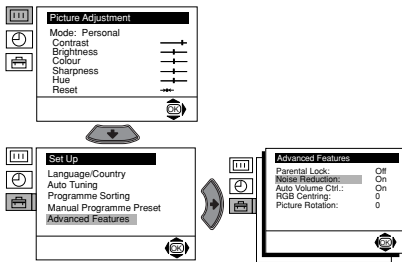 Picture Adjustment
Mode: Personal
Contrast
Brightness
Colour
Sharpness
Hue
Reset
OK
Set Up
Language/Country
Auto Tuning
Programme Sorting
Manual Programme Preset
Advanced Features
OK
Advanced Features
Parental Lock: Off
Noise Reduction: On
Auto Volume Ctrl.: On
RGB Centring: 0
Picture Rotation: 0
OK